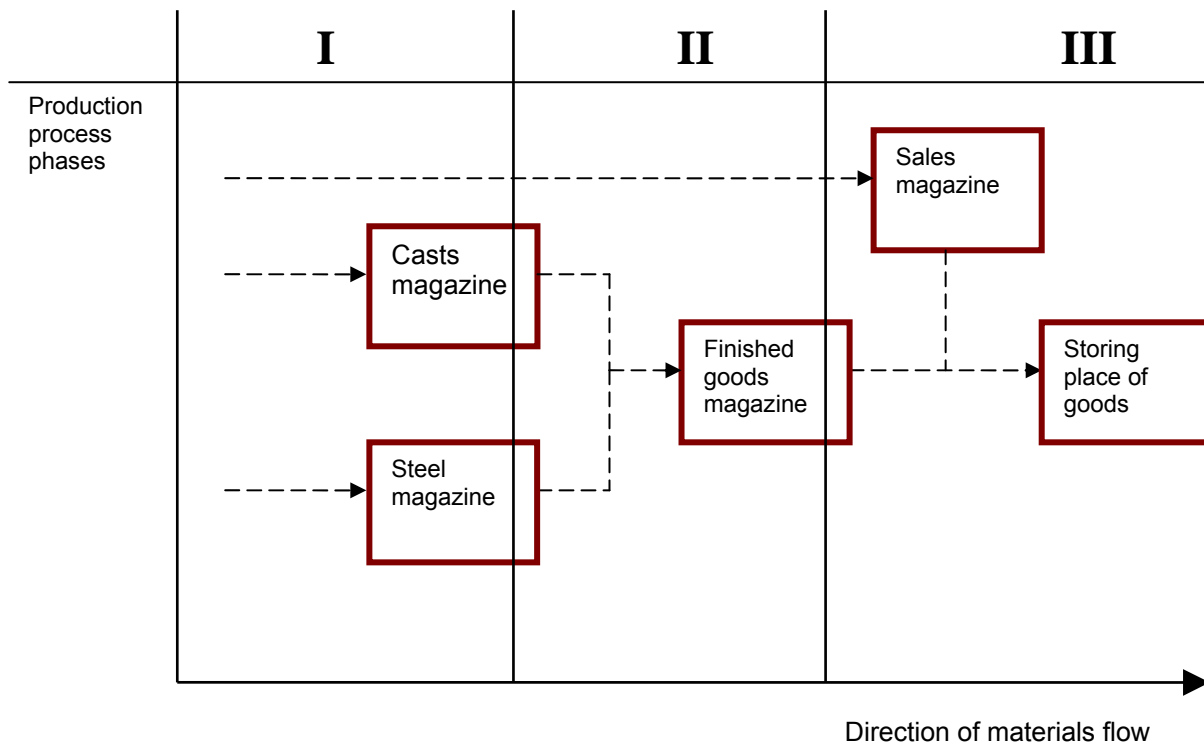 I
II
III
Production
process
phases
Sales
magazine
Casts
magazine
Finished
goods
magazine
Storing
place of
goods
Steel
magazine
Direction of materials flow